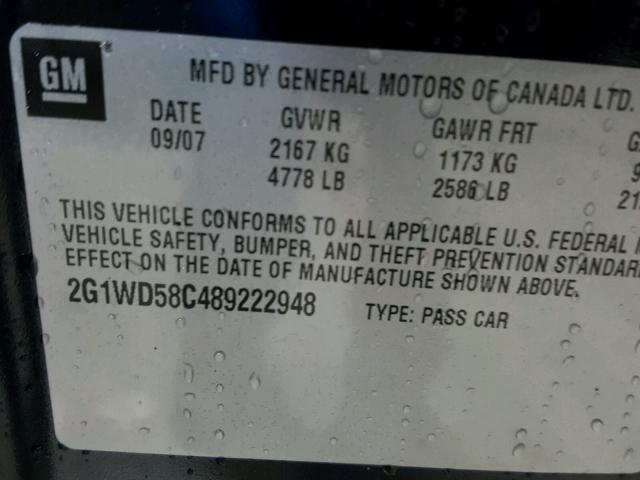 GM
MFD BY GENERAL MOTORS OF CANADA LTD.
DATE GVWR GAWR FRT
09/07 2167 KG 1173 KG
4778 LB 2586 LB
THIS VEHICLE CONFORMS TO ALL APPLICABLE U.S. FEDERAL
VEHICLE SAFETY, BUMPER, AND THEFT PREVENTION STANDAR
EFFECT ON THE DATE OF MANUFACTURE SHOWN ABOVE.
2G1WD58C489222948 TYPE: PASS CAR